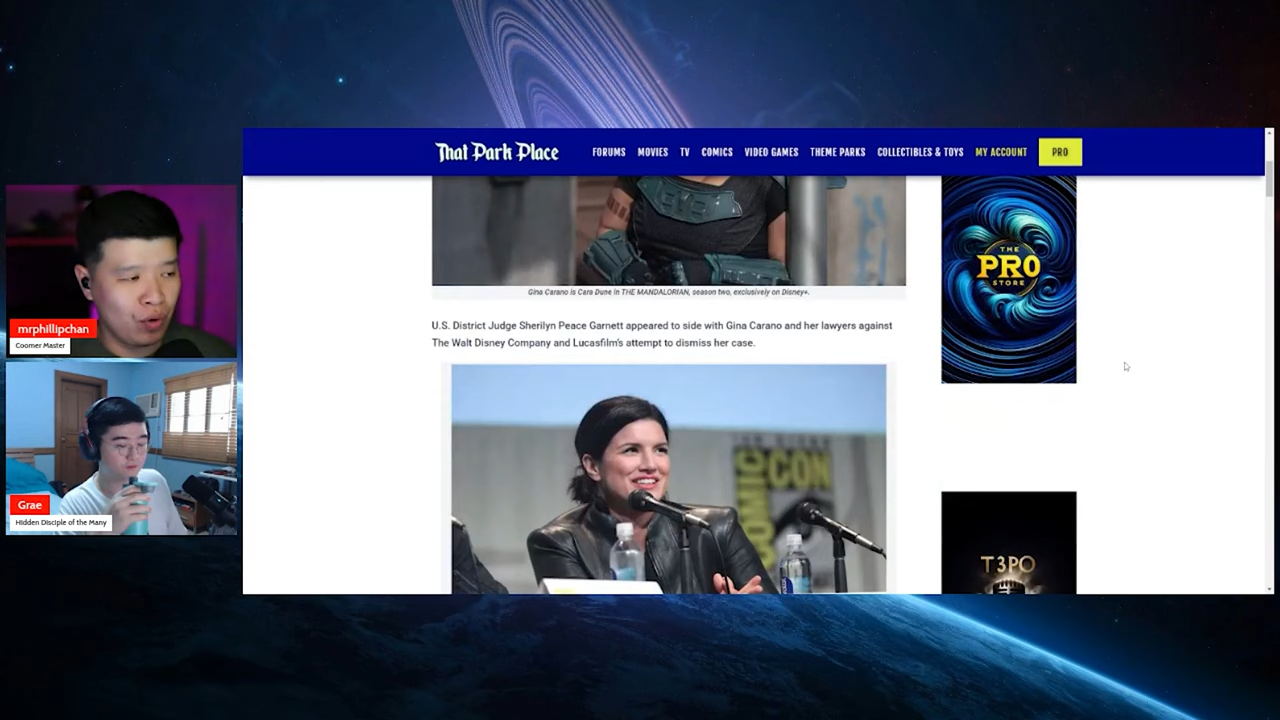 That Park Place
FORUMS MOVIES TV COMICS VIDEO GAMES THEME PARKS COLLECTIBLES & TOYS MY ACCOUNT PRO
Gina Carano is Cara Dune in THE MANDALORIAN, season two, exclusively on Disney+.
U.S. District Judge Sherilyn Peace Garnett appeared to side with Gina Carano and her lawyers against
The Walt Disney Company and Lucasfilm's attempt to dismiss her case.
THE
PRO
STORE
COMIC CON
T3PO
mrphillipchan
Coomer Master
Grae
Hidden Disciple of the Many